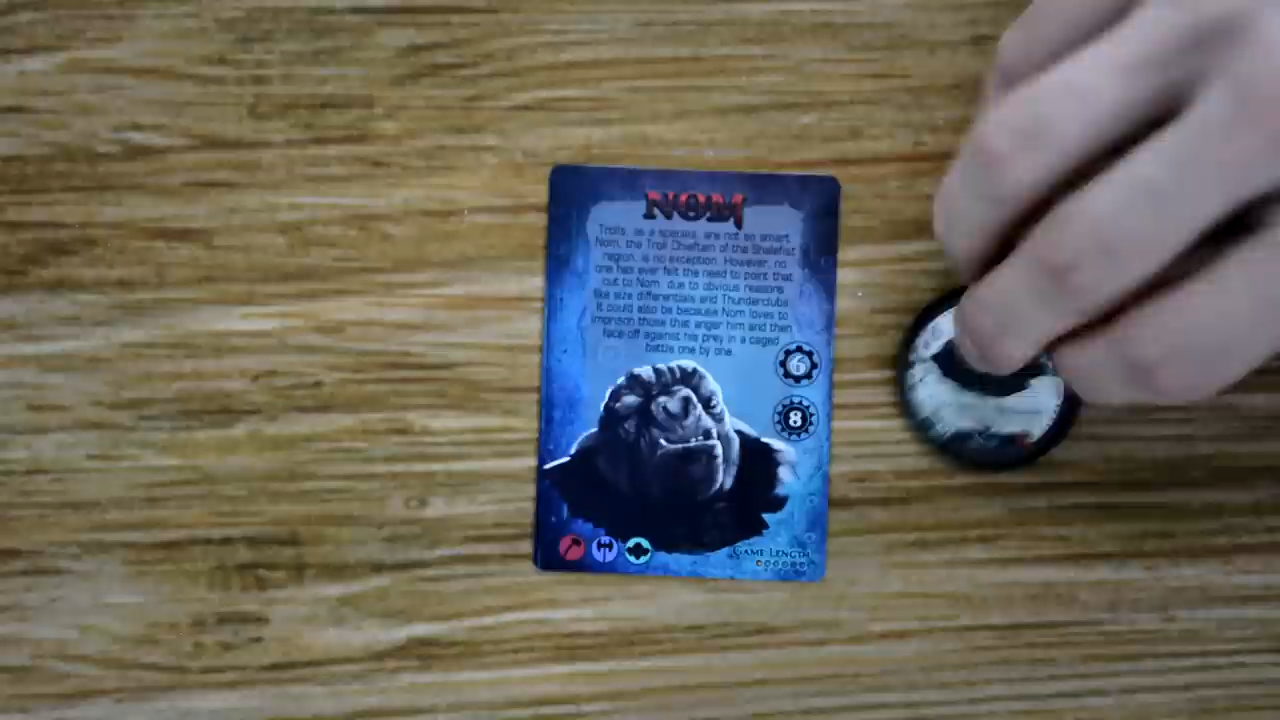 NOM
Trolls, as a species, are not so smart.
Nom, the Troll Chieftain of the Shalefist
region, is no exception. However, no
one has ever felt the need to point that
out to Nom, due to obvious reasons
like size differentials and Thunderclubs.
It could also be because Nom loves to
imprison those that anger him and then
face-off against his prey in a caged
battle one by one.
6
8
GAME LENGTH